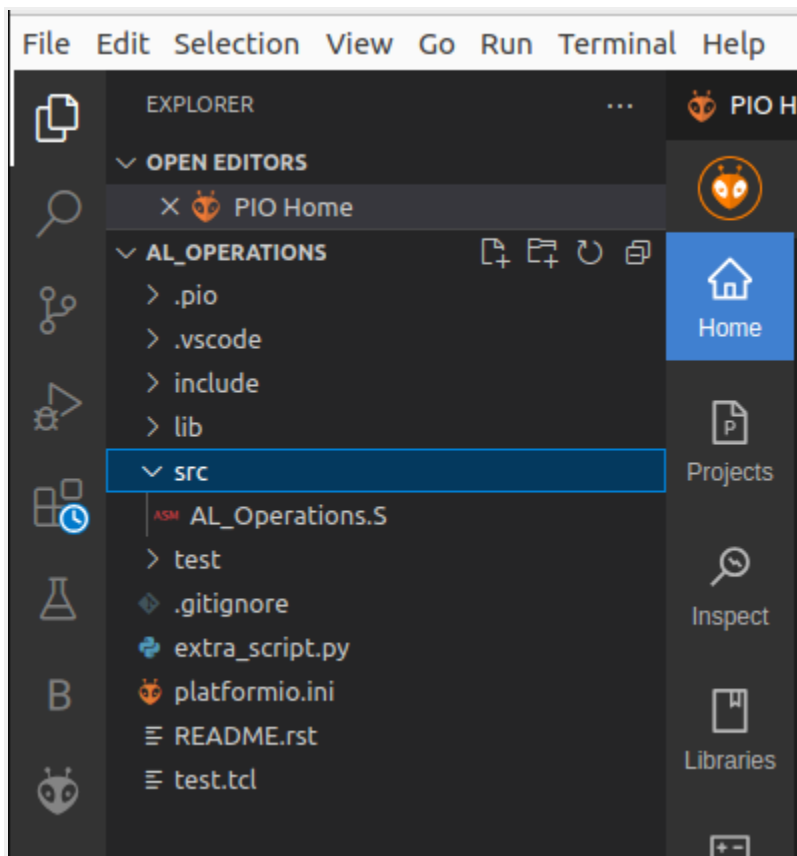 File Edit Selection View Go Run Terminal Help
EXPLORER
OPEN EDITORS
PIO Home
AL_OPERATIONS
.pio
.vscode
include
lib
src
ASM AL_Operations.S
test
.gitignore
extra_script.py
platformio.ini
README.rst
test.tcl
B
PIO H
Home
P
Projects
Inspect
Libraries